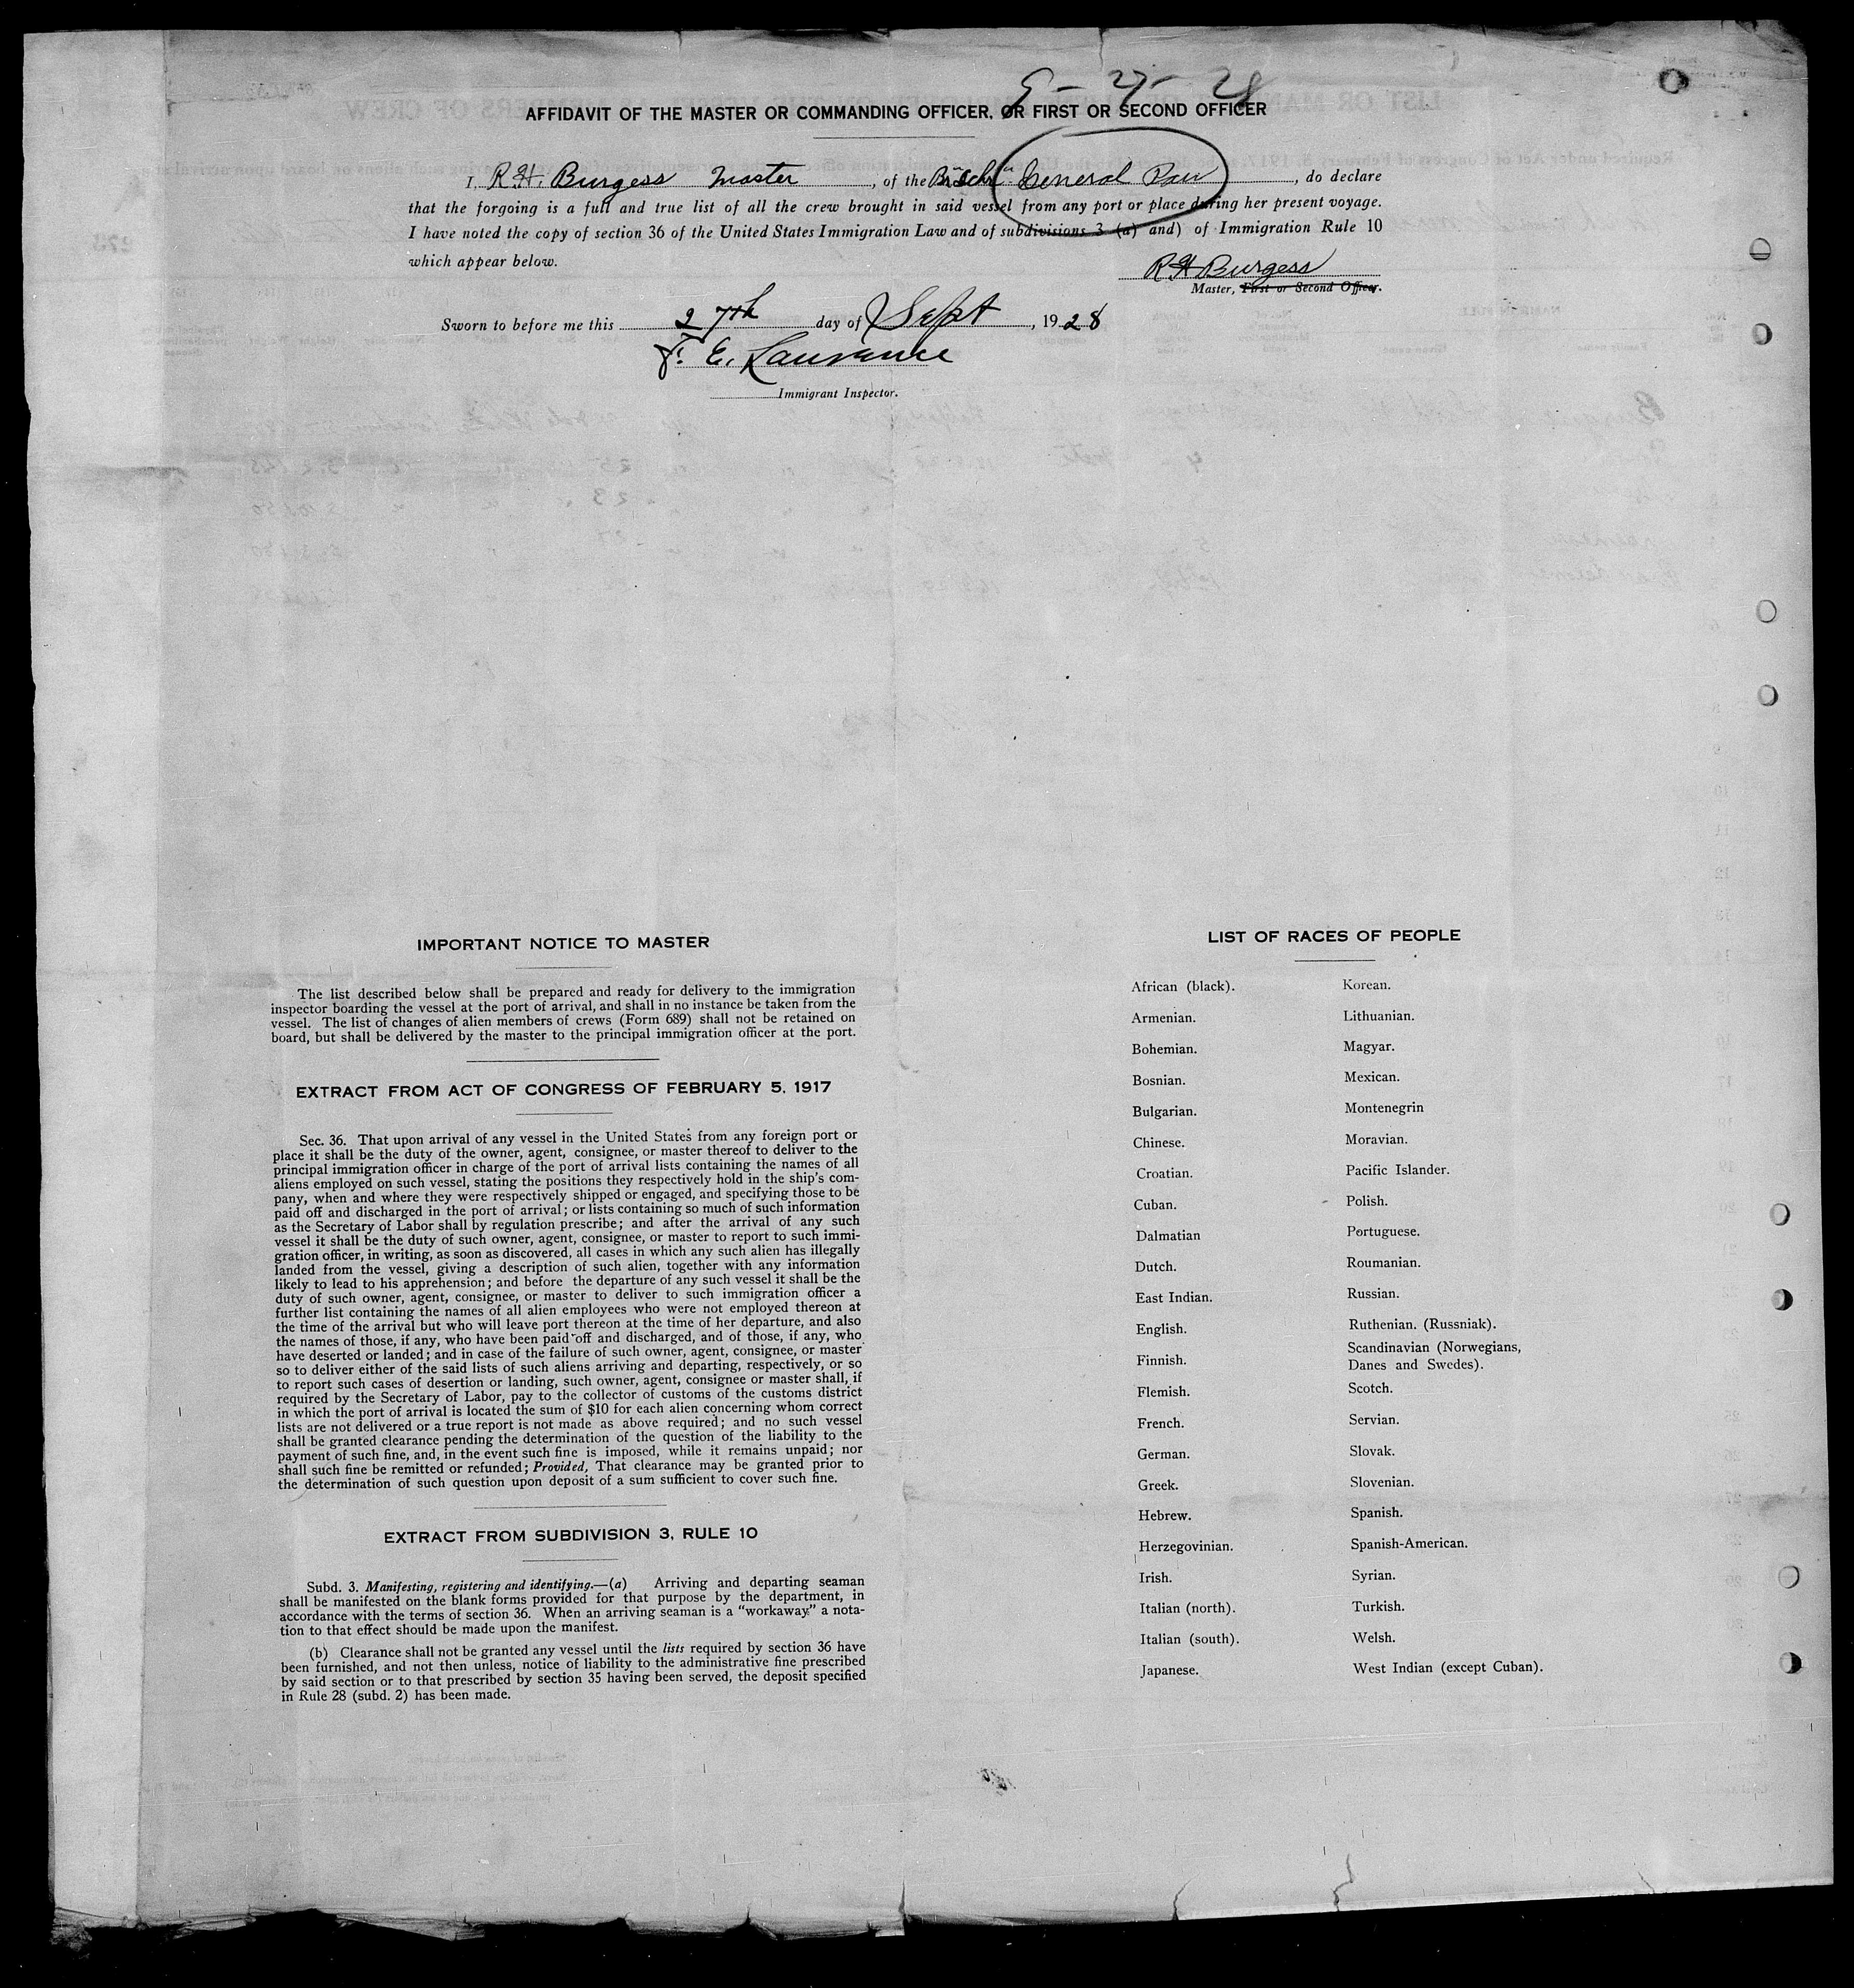 9 - 27 - 28
AFFIDAVIT OF THE MASTER OR COMMANDING OFFICER, OR FIRST OR SECOND OFFICER
I, R.H. Burgess Master, of the Br Schr "General Pau", do declare
that the forgoing is a full and true list of all the crew brought in said vessel from any port or place during her present voyage.
I have noted the copy of section 36 of the United States Immigration Law and of subdivisions 3 (a) and) of Immigration Rule 10
which appear below.
R H Burgess
Master, First or Second Officer.
Sworn to before me this 27th day of Sept, 1928
E. Laurance
Immigrant Inspector.
IMPORTANT NOTICE TO MASTER
The list described below shall be prepared and ready for delivery to the immigration
inspector boarding the vessel at the port of arrival, and shall in no instance be taken from the
vessel. The list of changes of alien members of crews (Form 689) shall not be retained on
board, but shall be delivered by the master to the principal immigration officer at the port.
EXTRACT FROM ACT OF CONGRESS OF FEBRUARY 5, 1917
Sec. 36. That upon arrival of any vessel in the United States from any foreign port or
place it shall be the duty of the owner, agent, consignee, or master thereof to deliver to the
principal immigration officer in charge of the port of arrival lists containing the names of all
aliens employed on such vessel, stating the positions they respectively hold in the ship's com-
pany, when and where they were respectively shipped or engaged, and specifying those to be
paid off and discharged in the port of arrival; or lists containing so much of such information
as the Secretary of Labor shall by regulation prescribe; and after the arrival of any such
vessel it shall be the duty of such owner, agent, consignee, or master to report to such immi-
gration officer, in writing, as soon as discovered, all cases in which any such alien has illegally
landed from the vessel, giving a description of such alien, together with any information
likely to lead to his apprehension; and before the departure of any such vessel it shall be the
duty of such owner, agent, consignee, or master to deliver to such immigration officer a
further list containing the names of all alien employees who were not employed thereon at
the time of the arrival but who will leave port thereon at the time of her departure, and also
the names of those, if any, who have been paid off and discharged, and of those, if any, who
have deserted or landed; and in case of the failure of such owner, agent, consignee, or master
so to deliver either of the said lists of such aliens arriving and departing, respectively, or so
to report such cases of desertion or landing, such owner, agent, consignee or master shall, if
required by the Secretary of Labor, pay to the collector of customs of the customs district
in which the port of arrival is located the sum of $10 for each alien concerning whom correct
lists are not delivered or a true report is not made as above required; and no such vessel
shall be granted clearance pending the determination of the question of the liability to the
payment of such fine, and, in the event such fine is imposed, while it remains unpaid; nor
shall such fine be remitted or refunded; Provided, That clearance may be granted prior to
the determination of such question upon deposit of a sum sufficient to cover such fine.
EXTRACT FROM SUBDIVISION 3, RULE 10
Subd. 3. Manifesting, registering and identifying.—(a) Arriving and departing seaman
shall be manifested on the blank forms provided for that purpose by the department, in
accordance with the terms of section 36. When an arriving seaman is a "workaway" a nota-
tion to that effect should be made upon the manifest.
(b) Clearance shall not be granted any vessel until the lists required by section 36 have
been furnished, and not then unless, notice of liability to the administrative fine prescribed
by said section or to that prescribed by section 35 having been served, the deposit specified
in Rule 28 (subd. 2) has been made.
LIST OF RACES OF PEOPLE
African (black).
Armenian.
Bohemian.
Bosnian.
Bulgarian.
Chinese.
Croatian.
Cuban.
Dalmatian
Dutch.
East Indian.
English.
Finnish.
Flemish.
French.
German.
Greek.
Hebrew.
Herzegovinian.
Irish.
Italian (north).
Italian (south).
Japanese.
Korean.
Lithuanian.
Magyar.
Mexican.
Montenegrin
Moravian.
Pacific Islander.
Polish.
Portuguese.
Roumanian.
Russian.
Ruthenian. (Russniak).
Scandinavian (Norwegians,
Danes and Swedes).
Scotch.
Servian.
Slovak.
Slovenian.
Spanish.
Spanish-American.
Syrian.
Turkish.
Welsh.
West Indian (except Cuban).